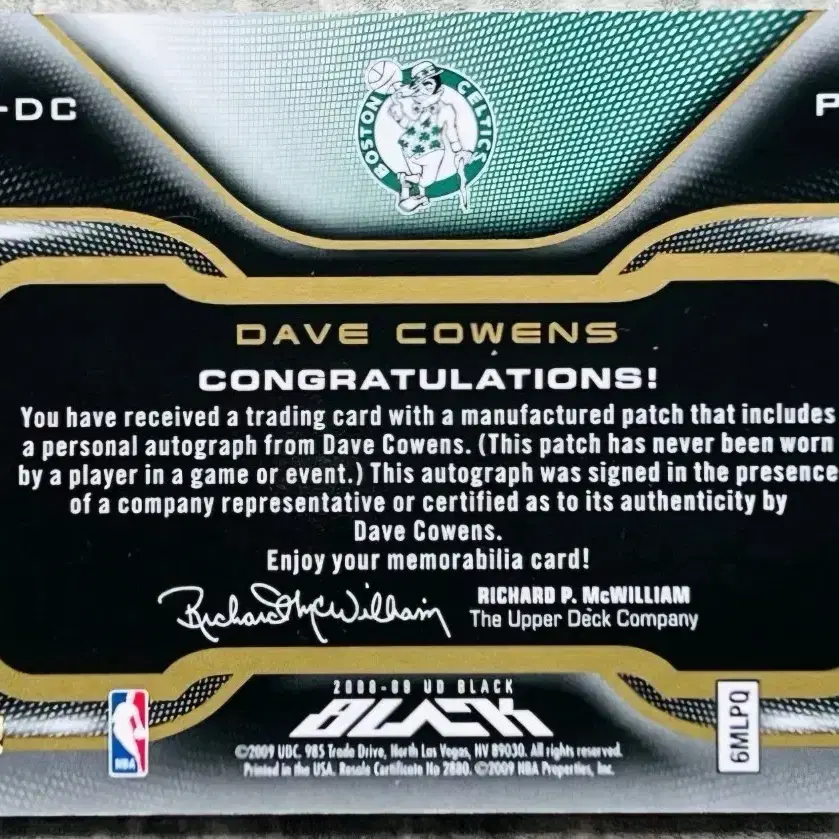 -DC
P
BOSTON CELTICS
DAVE COWENS
CONGRATULATIONS!
You have received a trading card with a manufactured patch that includes
a personal autograph from Dave Cowens. (This patch has never been worn
by a player in a game or event.) This autograph was signed in the presence
of a company representative or certified as to its authenticity by
Dave Cowens.
Enjoy your memorabilia card!
Richard P. McWilliam
RICHARD P. McWILLIAM
The Upper Deck Company
2008-09 UD BLACK
BLACK
NBA
6MLPQ
©2009 UDC. 985 Trade Drive, North Las Vegas, NV 89030. All rights reserved.
Printed in the USA. Resale Certificate No 2880. ©2009 NBA Properties, Inc.